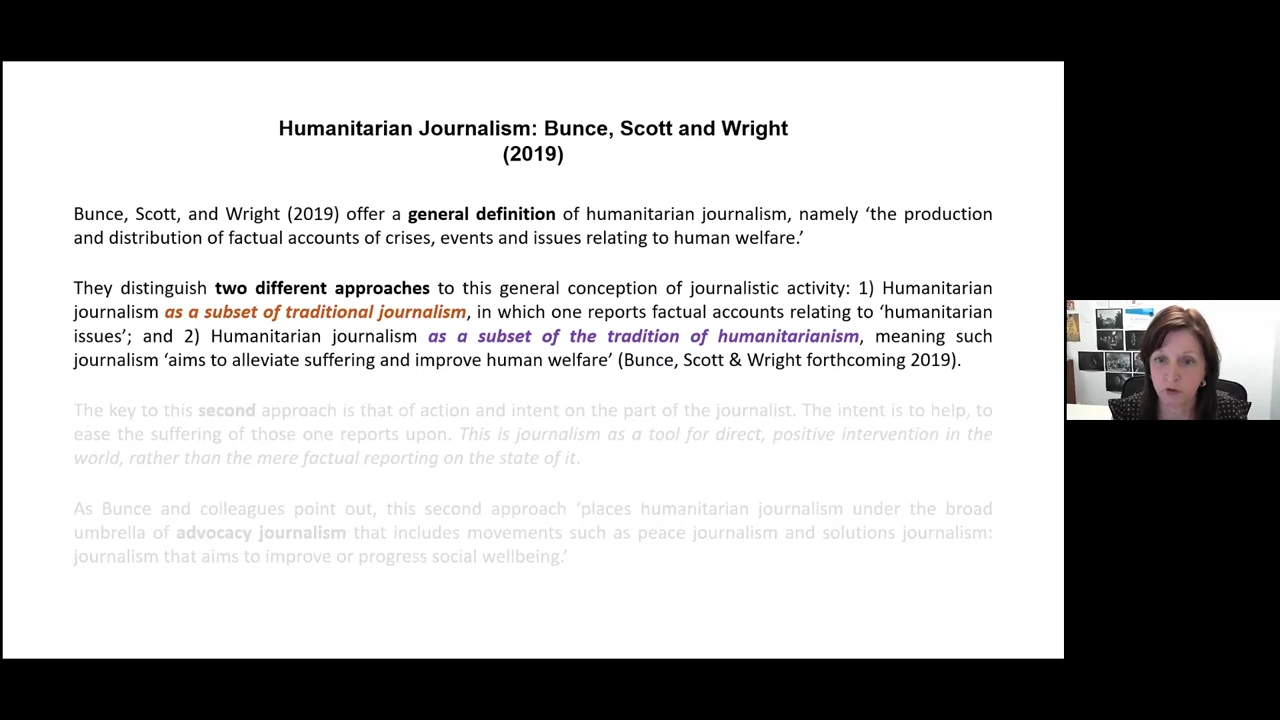 Humanitarian Journalism: Bunce, Scott and Wright
(2019)
Bunce, Scott, and Wright (2019) offer a general definition of humanitarian journalism, namely ‘the production
and distribution of factual accounts of crises, events and issues relating to human welfare.’
They distinguish two different approaches to this general conception of journalistic activity: 1) Humanitarian
journalism as a subset of traditional journalism, in which one reports factual accounts relating to ‘humanitarian
issues’; and 2) Humanitarian journalism as a subset of the tradition of humanitarianism, meaning such
journalism ‘aims to alleviate suffering and improve human welfare’ (Bunce, Scott & Wright forthcoming 2019).
The key to this second approach is that of action and intent on the part of the journalist. The intent is to help, to
ease the suffering of those one reports upon. This is journalism as a tool for direct, positive intervention in the
world, rather than the mere factual reporting on the state of it.
As Bunce and colleagues point out, this second approach ‘places humanitarian journalism under the broad
umbrella of advocacy journalism that includes movements such as peace journalism and solutions journalism:
journalism that aims to improve or progress social wellbeing.’